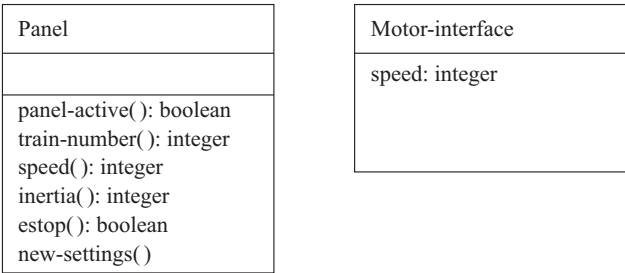 Panel
panel-active( ): boolean
train-number( ): integer
speed( ): integer
inertia( ): integer
estop( ): boolean
new-settings( )
Motor-interface
speed: integer